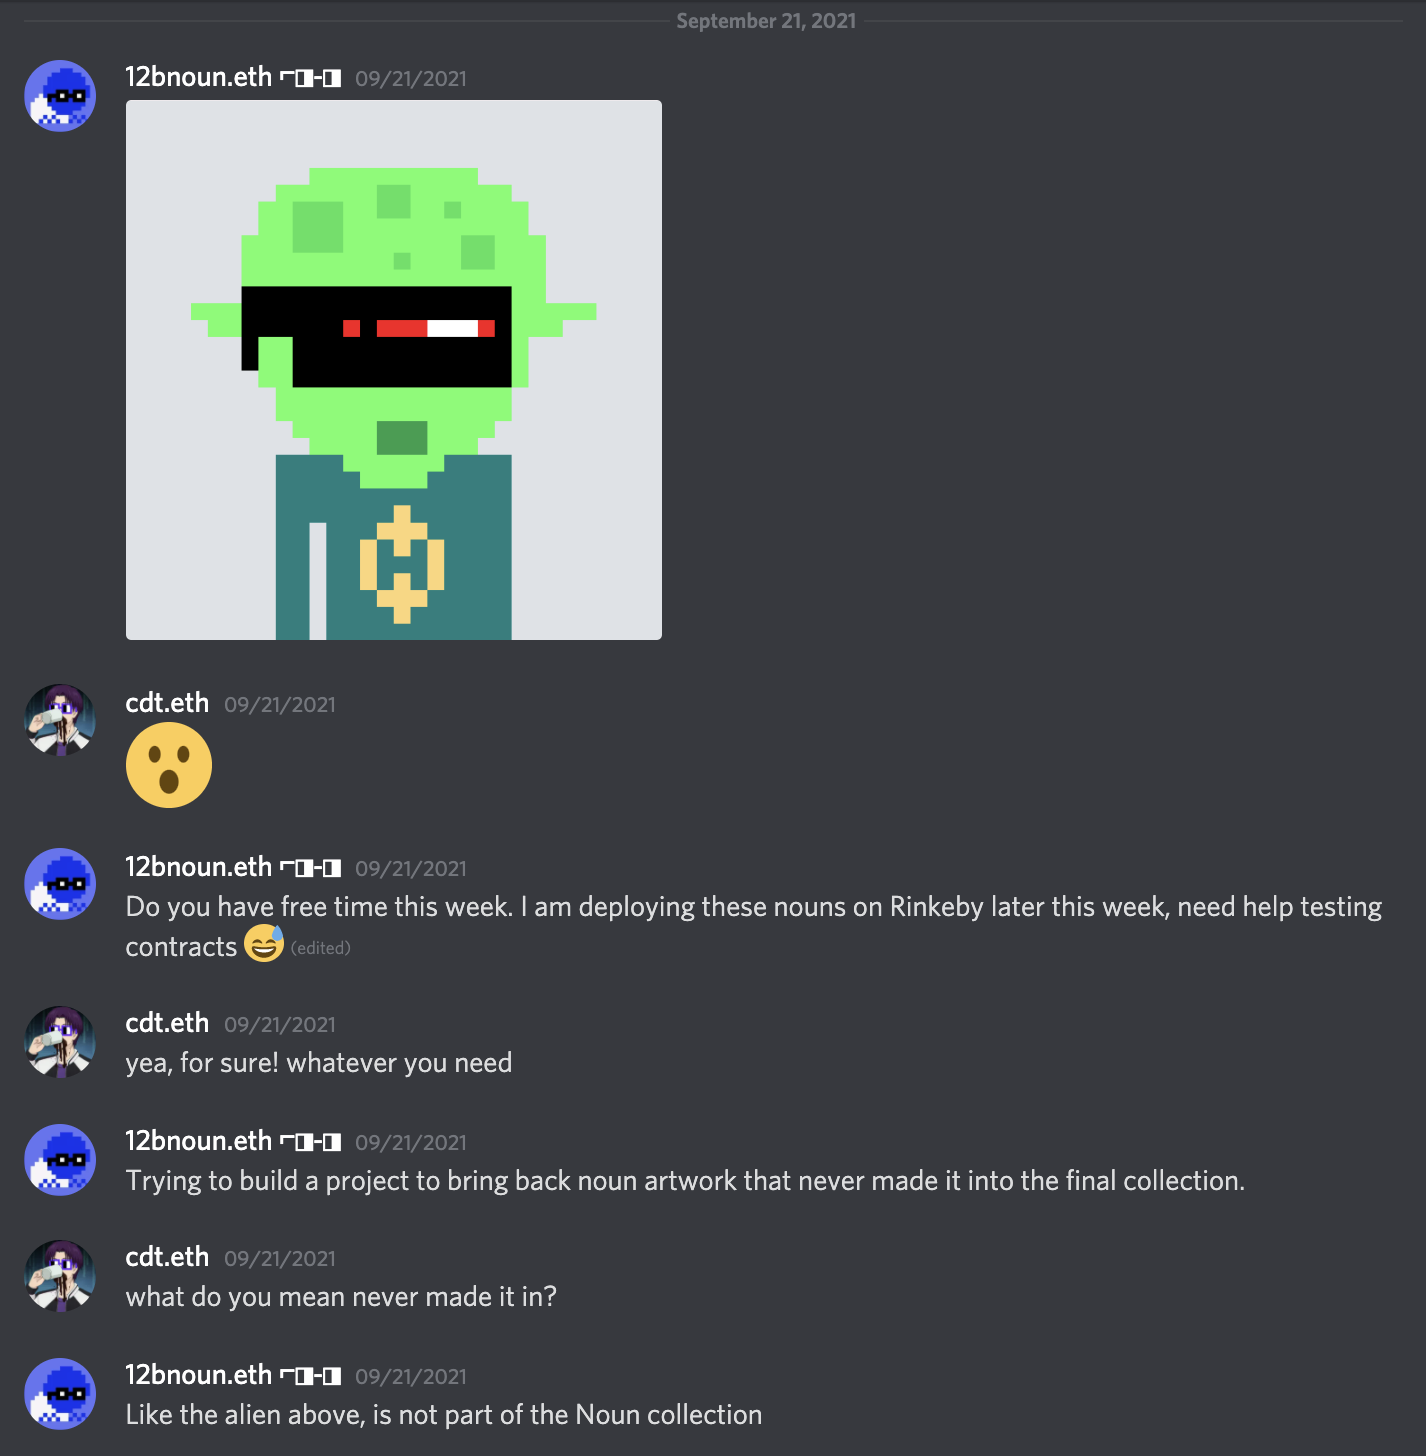 September 21, 2021
12bnoun.eth ⌐◨-◨ 09/21/2021
cdt.eth 09/21/2021
12bnoun.eth ⌐◨-◨ 09/21/2021
Do you have free time this week. I am deploying these nouns on Rinkeby later this week, need help testing
contracts 😅 (edited)
cdt.eth 09/21/2021
yea, for sure! whatever you need
12bnoun.eth ⌐◨-◨ 09/21/2021
Trying to build a project to bring back noun artwork that never made it into the final collection.
cdt.eth 09/21/2021
what do you mean never made it in?
12bnoun.eth ⌐◨-◨ 09/21/2021
Like the alien above, is not part of the Noun collection